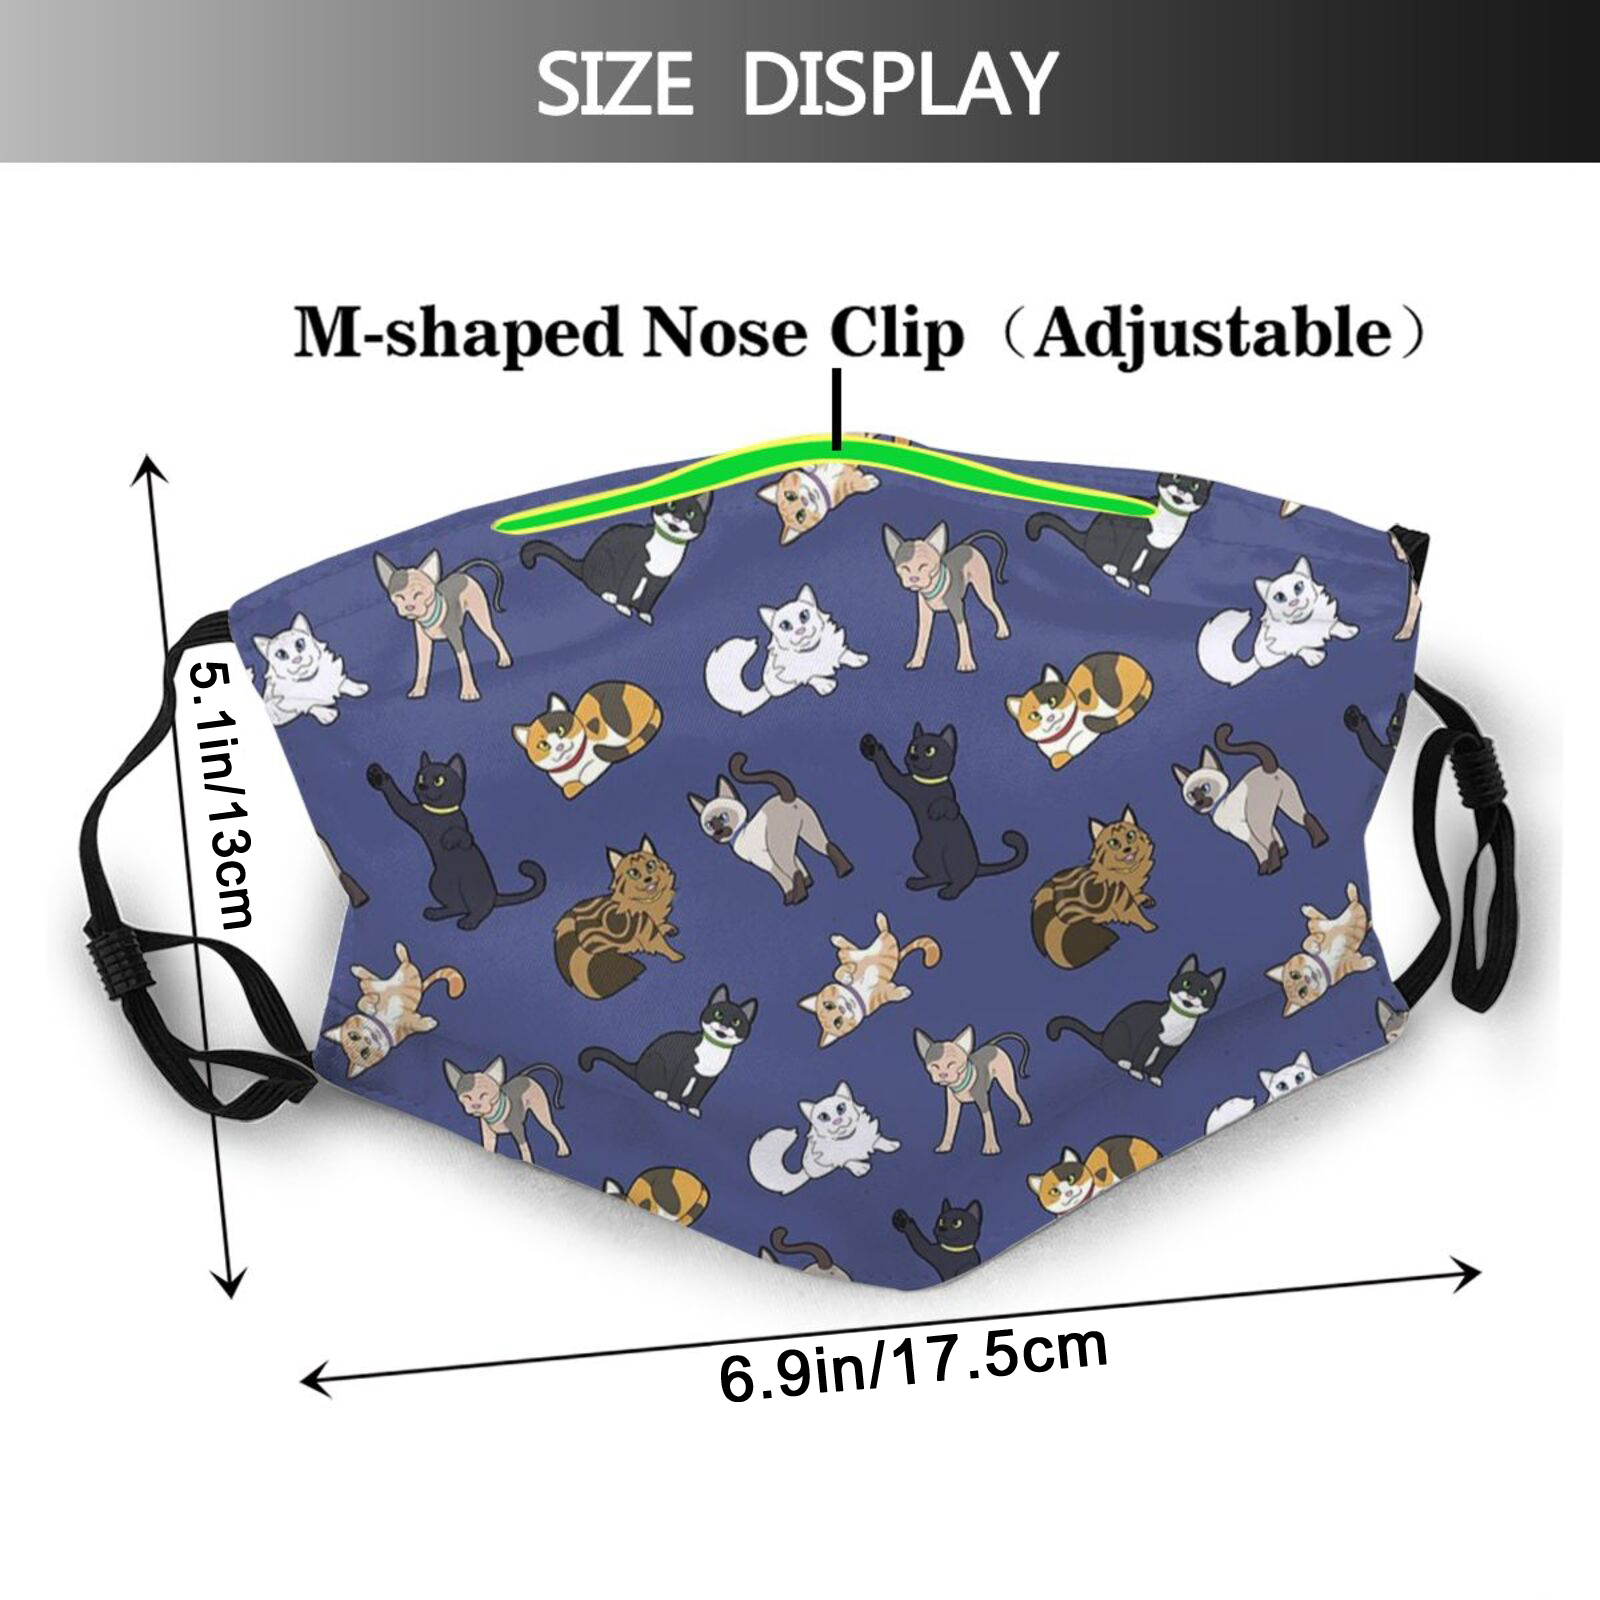 SIZE DISPLAY
M-shaped Nose Clip（Adjustable）
5.1in/13cm
6.9in/17.5cm